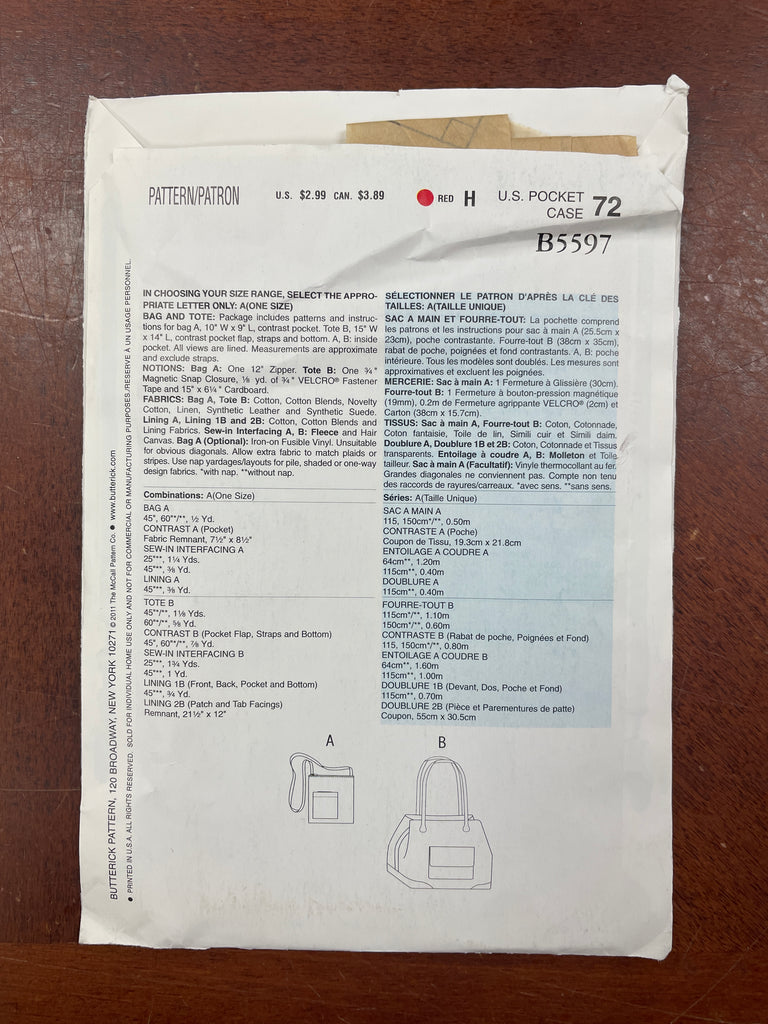 PATTERN/PATRON
U.S. $2.99 CAN. $3.89
RED H
U.S. POCKET
CASE 72
B5597
IN CHOOSING YOUR SIZE RANGE, SELECT THE APPRO-
PRIATE LETTER ONLY: A(ONE SIZE)
BAG AND TOTE: Package includes patterns and instruc-
tions for bag A, 10" W x 9" L, contrast pocket. Tote B, 15" W
x 14" L, contrast pocket flap, straps and bottom. A, B: inside
pocket. All views are lined. Measurements are approximate
and exclude straps.
NOTIONS: Bag A: One 12" Zipper. Tote B: One ¾"
Magnetic Snap Closure, ⅛ yd. of ¾" VELCRO® Fastener
Tape and 15" x 6¼" Cardboard.
FABRICS: Bag A, Tote B: Cotton, Cotton Blends, Novelty
Cotton, Linen, Synthetic Leather and Synthetic Suede.
Lining A, Lining 1B and 2B: Cotton, Cotton Blends and
Lining Fabrics. Sew-in Interfacing A, B: Fleece and Hair
Canvas. Bag A (Optional): Iron-on Fusible Vinyl. Unsuitable
for obvious diagonals. Allow extra fabric to match plaids or
stripes. Use nap yardages/layouts for pile, shaded or one-way
design fabrics. *with nap. **without nap.
Combinations: A(One Size)
BAG A
45", 60"*/**, ½ Yd.
CONTRAST A (Pocket)
Fabric Remnant, 7½" x 8½"
SEW-IN INTERFACING A
25"**, 1¼ Yds.
45"**, ⅜ Yd.
LINING A
45"**, ⅜ Yd.
TOTE B
45"*/**, 1⅛ Yds.
60"*/**, ⅝ Yd.
CONTRAST B (Pocket Flap, Straps and Bottom)
45", 60"*/**, ⅞ Yd.
SEW-IN INTERFACING B
25"**, 1¾ Yds.
45"**, 1 Yd.
LINING 1B (Front, Back, Pocket and Bottom)
45"**, ¾ Yd.
LINING 2B (Patch and Tab Facings)
Remnant, 21½" x 12"
SÉLECTIONNER LE PATRON D'APRÈS LA CLÉ DES
TAILLES: A(TAILLE UNIQUE)
SAC A MAIN ET FOURRE-TOUT: La pochette comprend
les patrons et les instructions pour sac à main A (25.5cm x
23cm), poche contrastante. Fourre-tout B (38cm x 35cm),
rabat de poche, poignées et fond contrastants. A, B: poche
intérieure. Tous les modèles sont doublés. Les mesures sont
approximatives et excluent les poignées.
MERCERIE: Sac à main A: 1 Fermeture à Glissière (30cm).
Fourre-tout B: 1 Fermeture à bouton-pression magnétique
(19mm), 0.2m de Fermeture agrippante VELCRO® (2cm) et
Carton (38cm x 15.7cm).
TISSUS: Sac à main A, Fourre-tout B: Coton, Cotonnade,
Coton fantaisie, Toile de lin, Simili cuir et Simili daim.
Doublure A, Doublure 1B et 2B: Coton, Cotonnade et Tissus
transparents. Entoilage à coudre A, B: Molleton et Toile
tailleur. Sac à main A (Facultatif): Vinyle thermocollant au fer.
Grandes diagonales ne conviennent pas. Compte non tenu
des raccords de rayures/carreaux. *avec sens. **sans sens.
Séries: A(Taille Unique)
SAC A MAIN A
115, 150cm*/**, 0.50m
CONTRASTE A (Poche)
Coupon de Tissu, 19.3cm x 21.8cm
ENTOILAGE A COUDRE A
64cm**, 1.20m
115cm**, 0.40m
DOUBLURE A
115cm**, 0.40m
FOURRE-TOUT B
115cm*/**, 1.10m
150cm*/**, 0.60m
CONTRASTE B (Rabat de poche, Poignées et Fond)
115, 150cm*/**, 0.80m
ENTOILAGE A COUDRE B
64cm**, 1.60m
115cm**, 1.00m
DOUBLURE 1B (Devant, Dos, Poche et Fond)
115cm**, 0.70m
DOUBLURE 2B (Pièce et Parementures de patte)
Coupon, 55cm x 30.5cm
A
B
BUTTERICK PATTERN, 120 BROADWAY, NEW YORK 10271 © 2011 The McCall Pattern Co. ● www.butterick.com
● PRINTED IN U.S.A. ALL RIGHTS RESERVED. SOLD FOR INDIVIDUAL HOME USE ONLY AND NOT FOR COMMERCIAL OR MANUFACTURING PURPOSES./RESERVÉ A UN USAGE PERSONNEL.